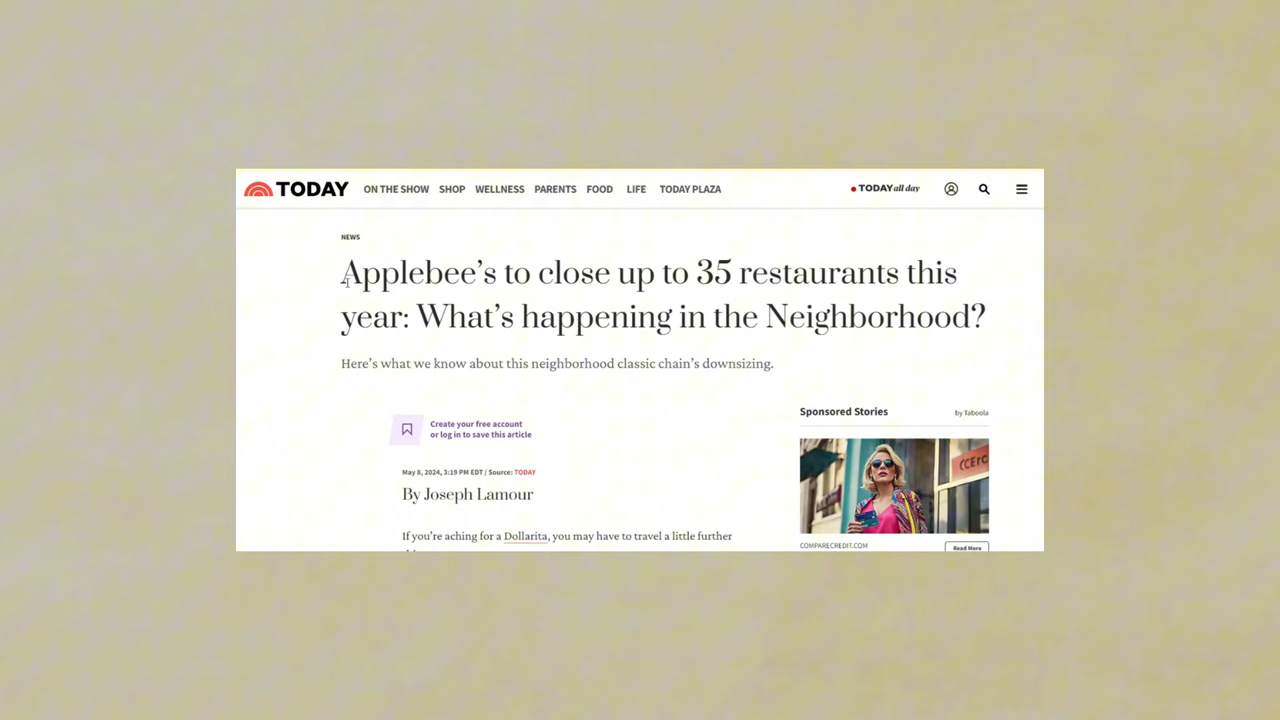 TODAY ON THE SHOW SHOP WELLNESS PARENTS FOOD LIFE TODAY PLAZA TODAY all day
NEWS
Applebee's to close up to 35 restaurants this
year: What's happening in the Neighborhood?
Here's what we know about this neighborhood classic chain's downsizing.
Create your free account
or log in to save this article
May 8, 2024, 3:19 PM EDT / Source: TODAY
By Joseph Lamour
If you're aching for a Dollarita, you may have to travel a little further
Sponsored Stories by Taboola
COMPARECREDIT.COM Read More